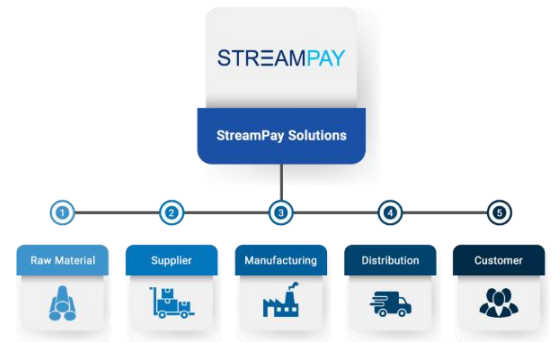 STREAMPAY
StreamPay Solutions
1 2 3 4 5
Raw Material Supplier Manufacturing Distribution Customer